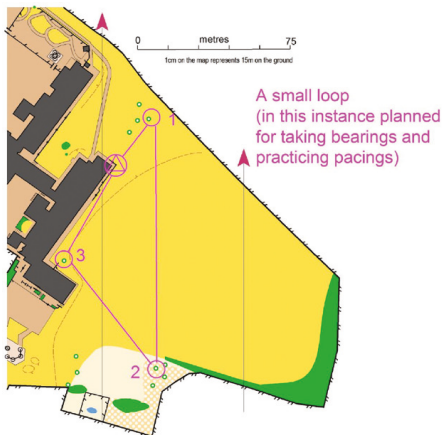 metres
0 75
1cm on the map represents 15m on the ground
A small loop
(in this instance planned
for taking bearings and
practicing pacings)
1
3
2